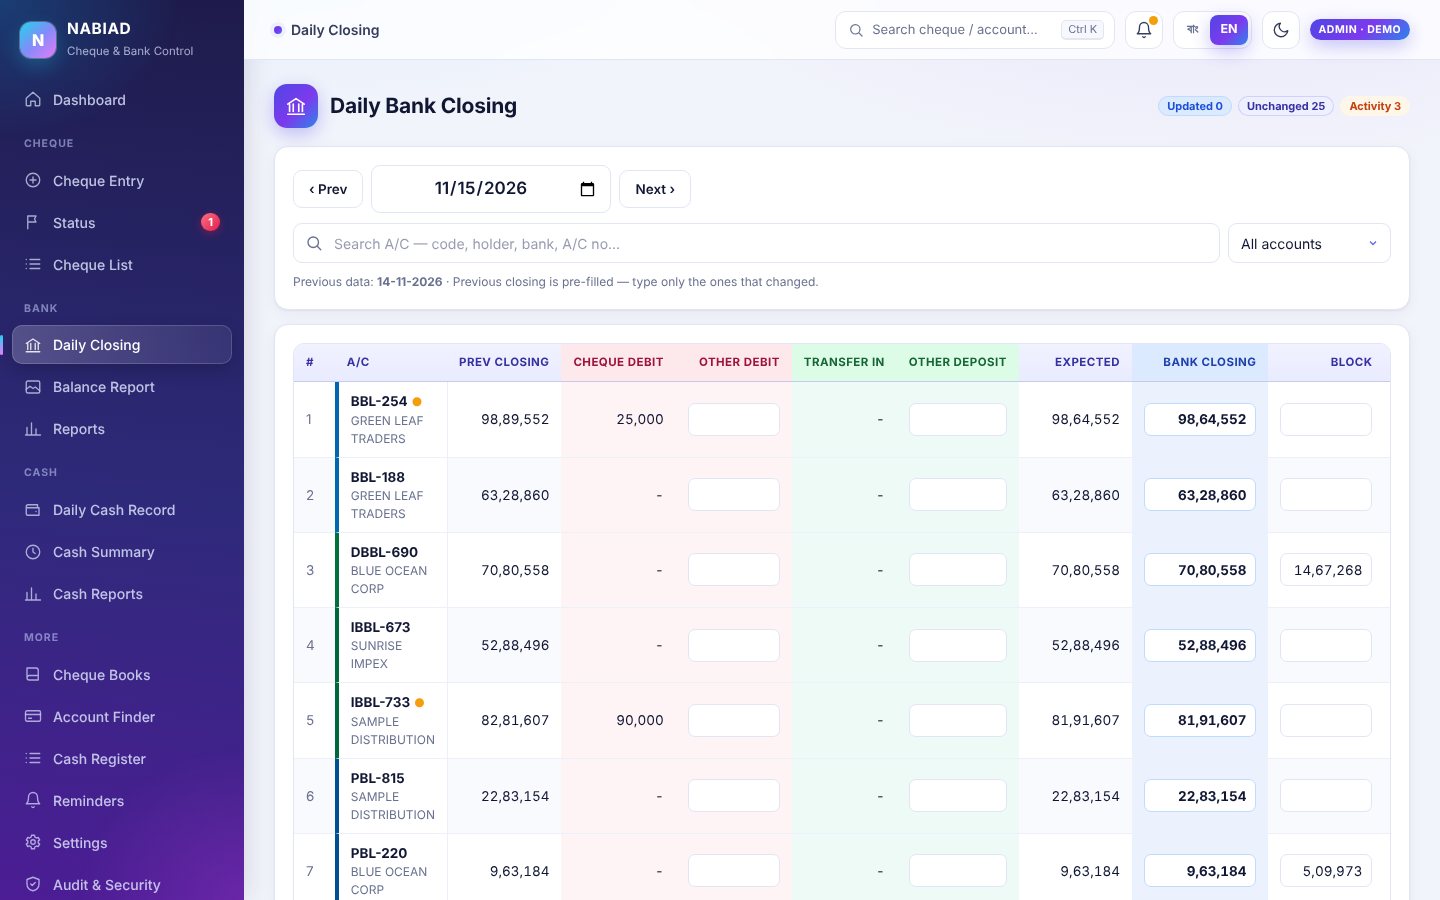 N
NABIAD
Cheque & Bank Control
Dashboard
CHEQUE
Cheque Entry
Status 1
Cheque List
BANK
Daily Closing
Balance Report
Reports
CASH
Daily Cash Record
Cash Summary
Cash Reports
MORE
Cheque Books
Account Finder
Cash Register
Reminders
Settings
Audit & Security
Daily Closing
Search cheque / account... Ctrl K
বাং EN
ADMIN · DEMO
Daily Bank Closing
Updated 0 Unchanged 25 Activity 3
‹ Prev 11/15/2026 Next ›
Search A/C — code, holder, bank, A/C no... All accounts
Previous data: 14-11-2026 · Previous closing is pre-filled — type only the ones that changed.
# A/C PREV CLOSING CHEQUE DEBIT OTHER DEBIT TRANSFER IN OTHER DEPOSIT EXPECTED BANK CLOSING BLOCK
1 BBL-254 GREEN LEAF TRADERS 98,89,552 25,000 - 98,64,552 98,64,552
2 BBL-188 GREEN LEAF TRADERS 63,28,860 - - 63,28,860 63,28,860
3 DBBL-690 BLUE OCEAN CORP 70,80,558 - - 70,80,558 70,80,558 14,67,268
4 IBBL-673 SUNRISE IMPEX 52,88,496 - - 52,88,496 52,88,496
5 IBBL-733 SAMPLE DISTRIBUTION 82,81,607 90,000 - 81,91,607 81,91,607
6 PBL-815 SAMPLE DISTRIBUTION 22,83,154 - - 22,83,154 22,83,154
7 PBL-220 BLUE OCEAN CORP 9,63,184 - - 9,63,184 9,63,184 5,09,973